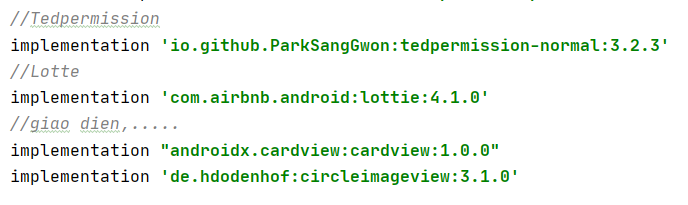 //Tedpermission
implementation 'io.github.ParkSangGwon:tedpermission-normal:3.2.3'
//Lotte
implementation 'com.airbnb.android:lottie:4.1.0'
//giao dien,.....
implementation "androidx.cardview:cardview:1.0.0"
implementation 'de.hdodenhof:circleimageview:3.1.0'